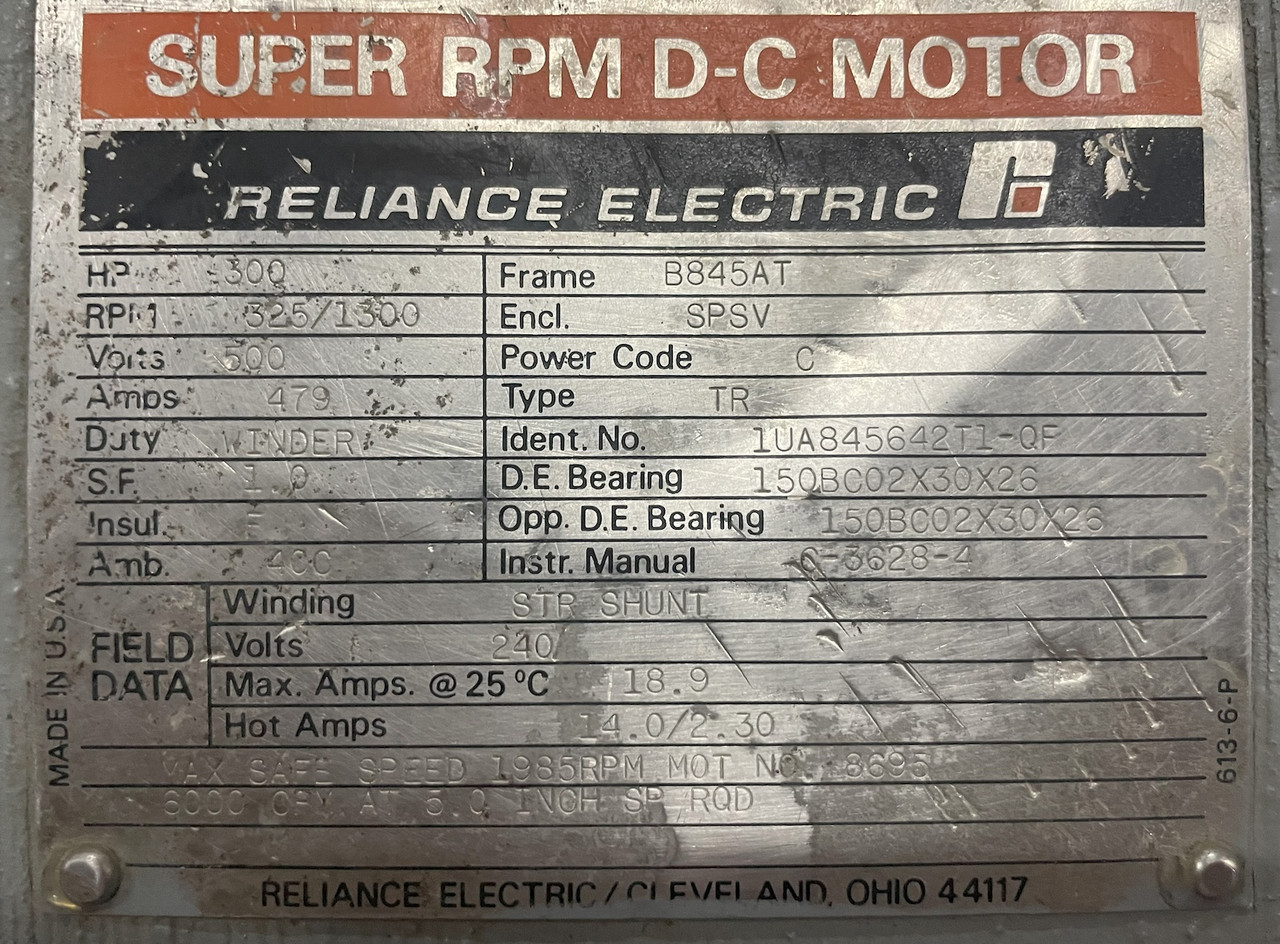 SUPER RPM D-C MOTOR
RELIANCE ELECTRIC
HP 300 Frame B845AT
RPM 325/1300 Encl. SPSV
Volts 500 Power Code C
Amps 479 Type TR
Duty WINDER Ident. No. 1UA845642T1-QF
S.F. 1.0 D.E. Bearing 150BC02X30X26
Insul. F Opp. D.E. Bearing 150BC02X30X26
Amb. 40C Instr. Manual C-3628-4
FIELD DATA
Winding STR SHUNT
Volts 240
Max. Amps. @ 25 °C 18.9
Hot Amps 14.0/2.30
MAX SAFE SPEED 1985RPM MOT NO. 8695
6000 CFM AT 5.0 INCH SP RQD
RELIANCE ELECTRIC/CLEVELAND, OHIO 44117
MADE IN U.S.A.
613-6-P